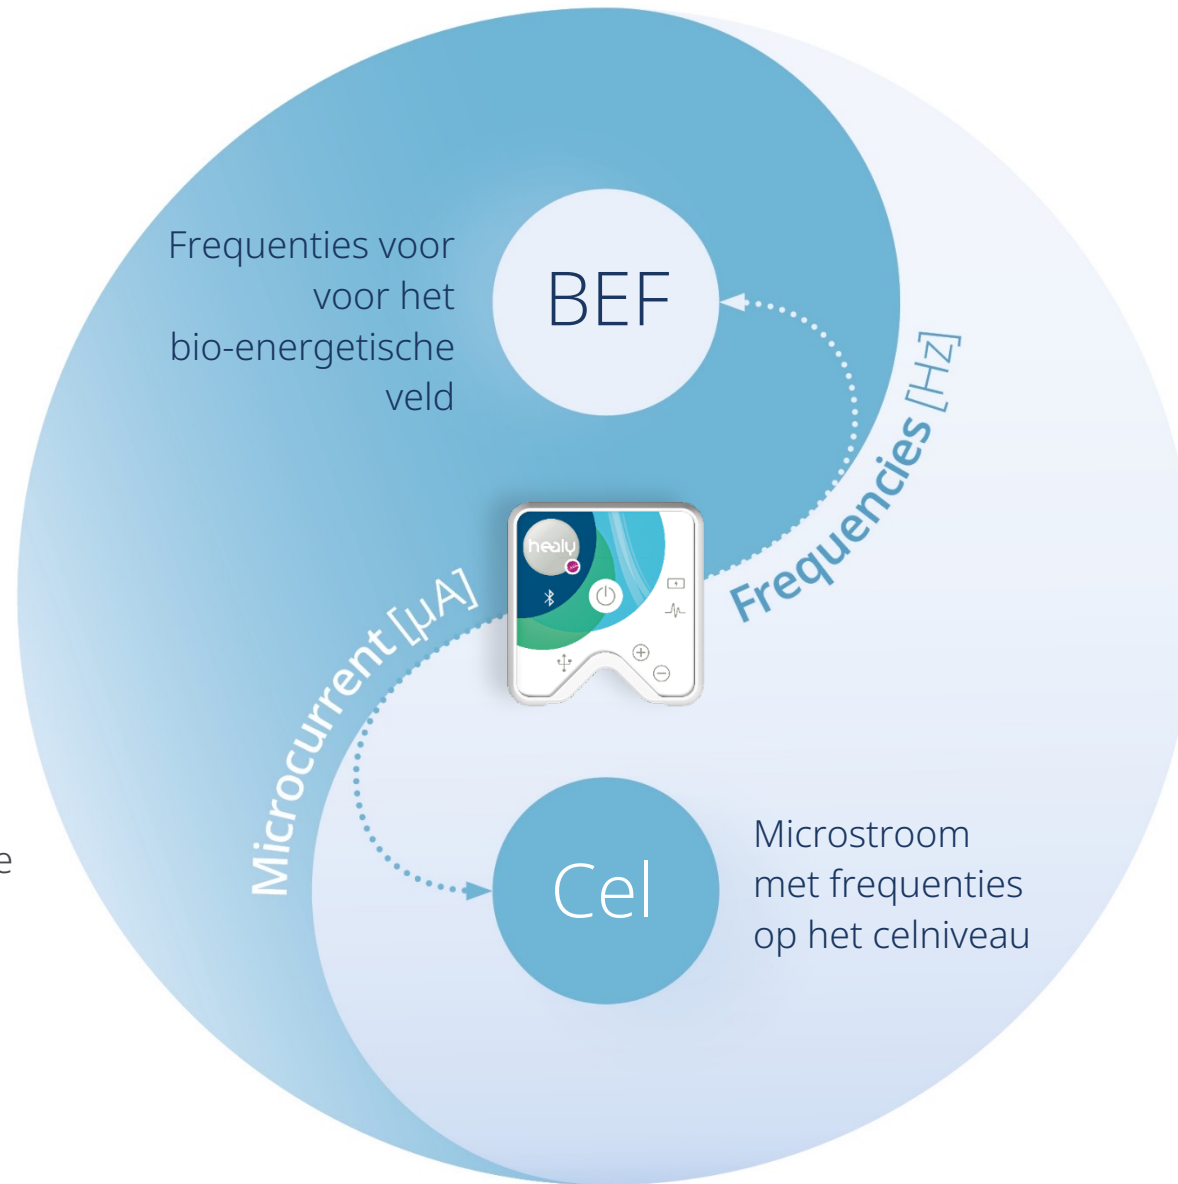 Frequenties voor
voor het
bio-energetische
veld
BEF
Frequencies [Hz]
healy
Microcurrent [µA]
e
Cel
Microstroom
met frequenties
op het celniveau